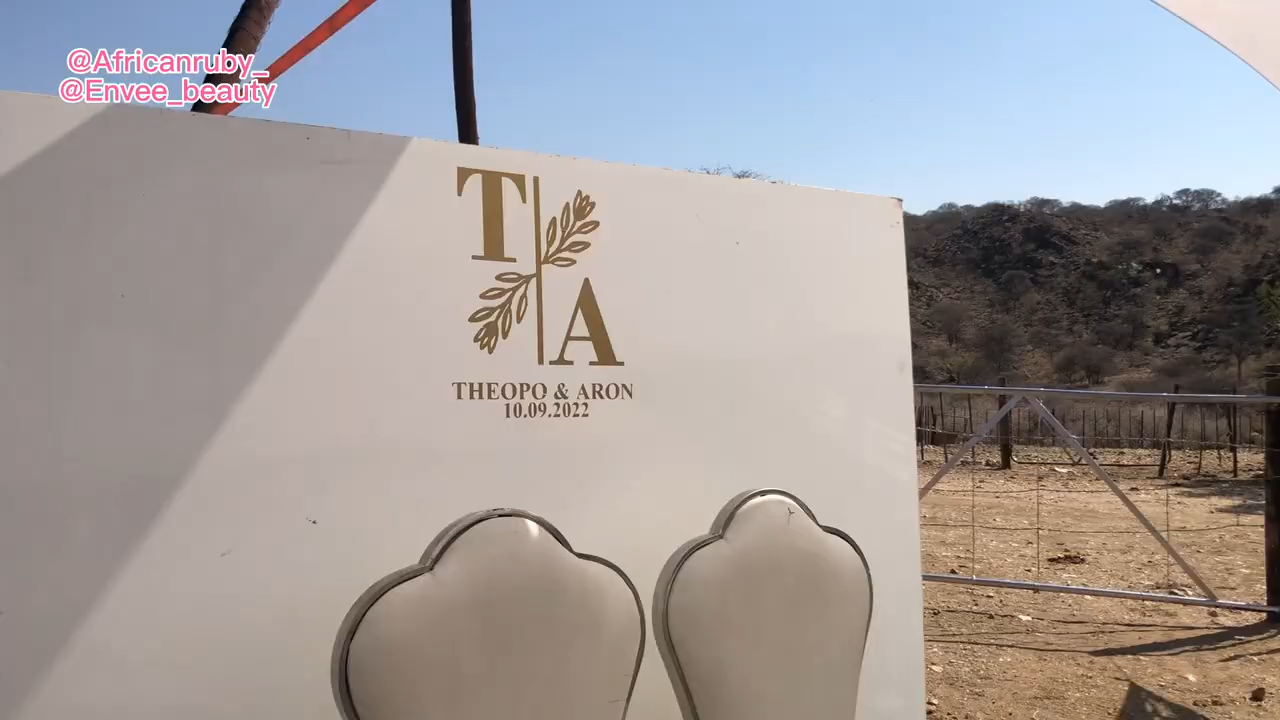 @Africanruby_
@Envee_beauty
T
A
THEOPO & ARON
10.09.2022